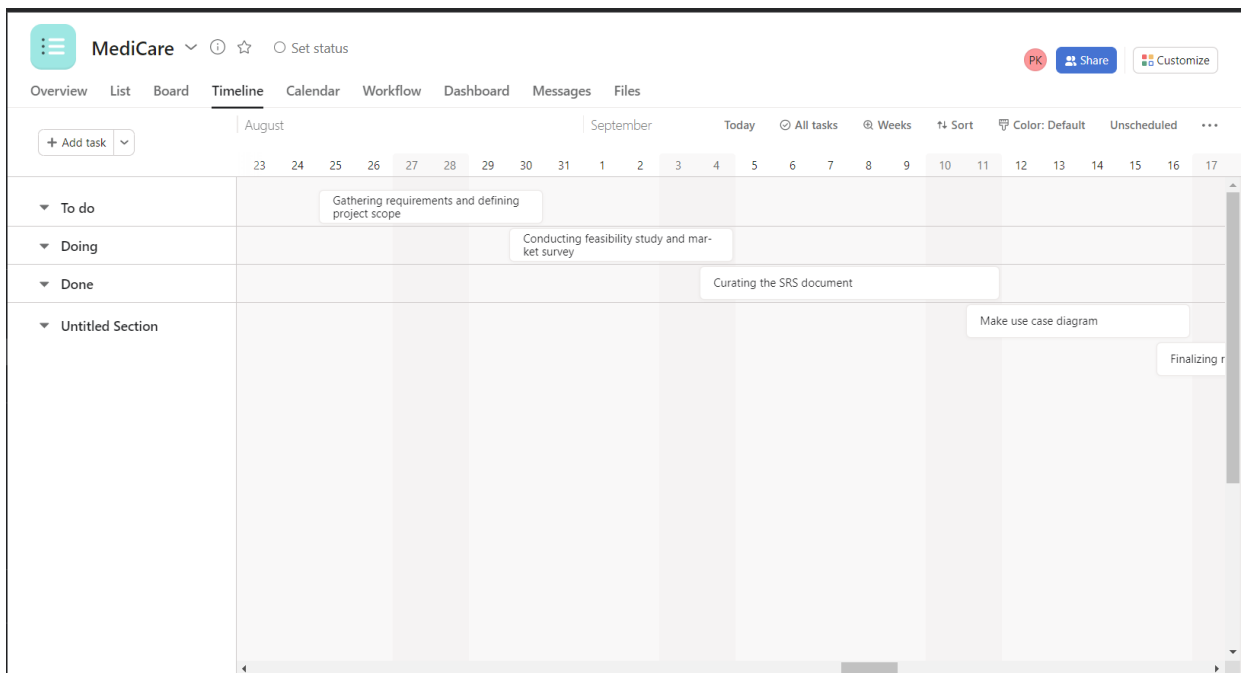 MediCare
Set status
PK
Share
Customize
Overview List Board Timeline Calendar Workflow Dashboard Messages Files
+ Add task
August September Today All tasks Weeks Sort Color: Default Unscheduled ...
23 24 25 26 27 28 29 30 31 1 2 3 4 5 6 7 8 9 10 11 12 13 14 15 16 17
To do
Gathering requirements and defining
project scope
Doing
Conducting feasibility study and mar-
ket survey
Done
Curating the SRS document
Untitled Section
Make use case diagram
Finalizing r